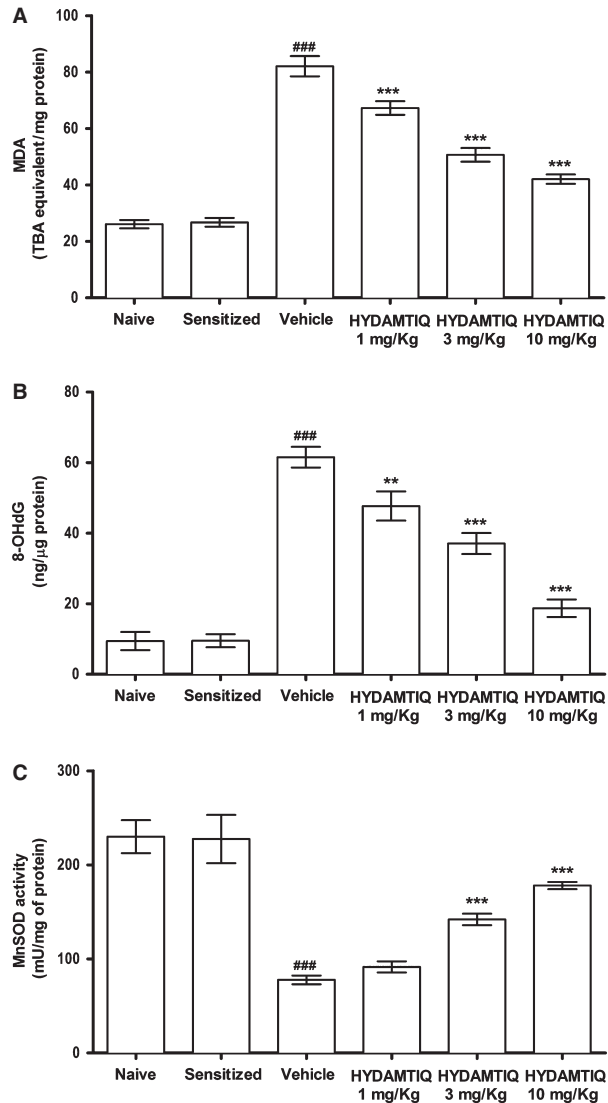 A
MDA
(TBA equivalent/mg protein)
100
80
60
40
20
0
###
***
***
***
Naive Sensitized Vehicle HYDAMTIQ HYDAMTIQ HYDAMTIQ
1 mg/Kg 3 mg/Kg 10 mg/Kg
B
8-OHdG
(ng/μg protein)
80
60
40
20
0
###
**
***
***
Naive Sensitized Vehicle HYDAMTIQ HYDAMTIQ HYDAMTIQ
1 mg/Kg 3 mg/Kg 10 mg/Kg
C
MnSOD activity
(mU/mg of protein)
300
200
100
0
###
***
***
Naive Sensitized Vehicle HYDAMTIQ HYDAMTIQ HYDAMTIQ
1 mg/Kg 3 mg/Kg 10 mg/Kg